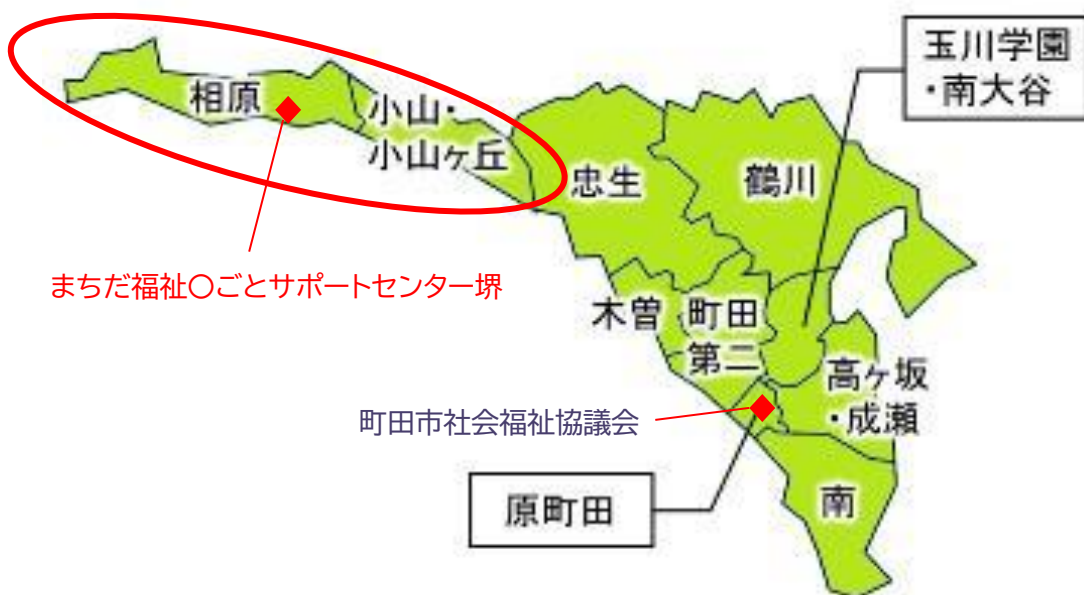 玉川学園
・南大谷
相原
小山・
小山ヶ丘
忠生
鶴川
まちだ福祉〇ごとサポートセンター堺
木曽
町田
第二
高ヶ坂
・成瀬
町田市社会福祉協議会
原町田
南